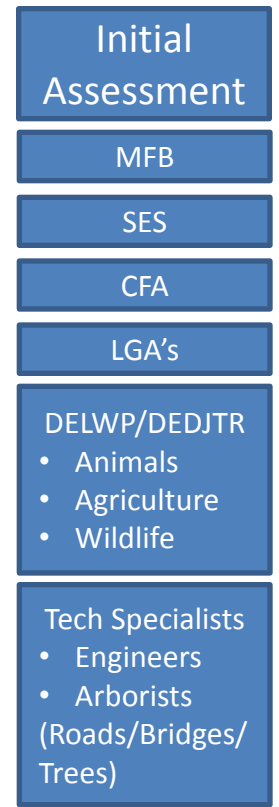 Initial
Assessment
MFB
SES
CFA
LGA's
DELWP/DEDJTR
• Animals
• Agriculture
• Wildlife
Tech Specialists
• Engineers
• Arborists
(Roads/Bridges/
Trees)